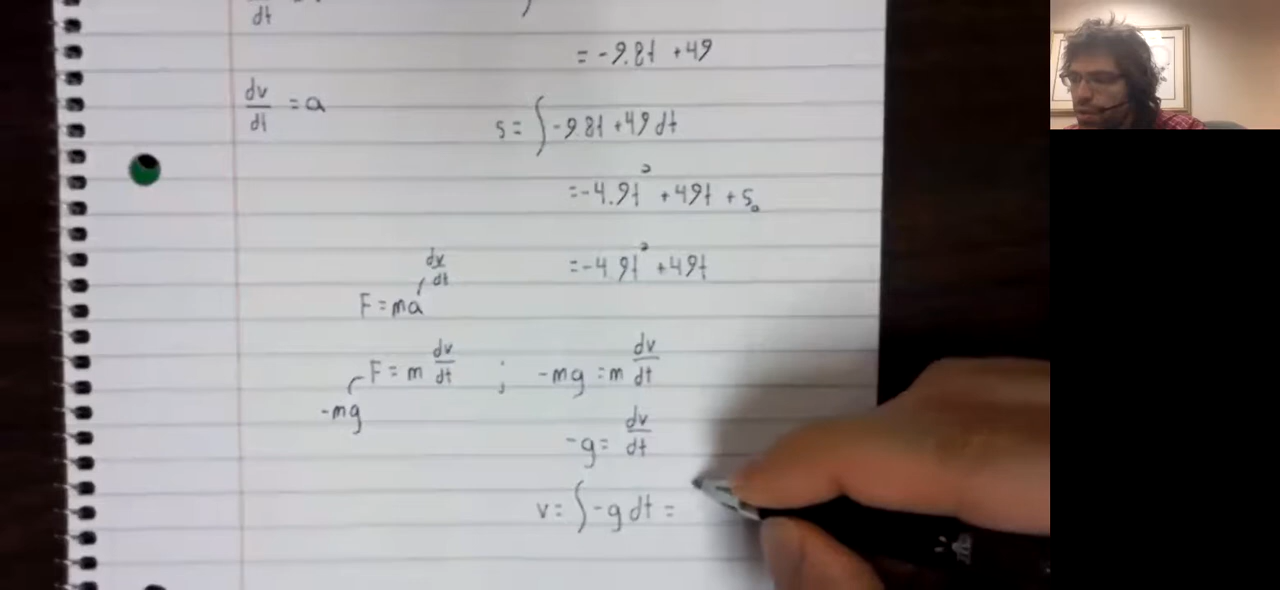 dt
= -9.8t + 49
dv/dt = a
s = ∫ -9.8t + 49 dt
= -4.9t² + 49t + s₀
= -4.9t² + 49t
dv/dt
F = ma
F = m dv/dt ; -mg = m dv/dt
-mg
-g = dv/dt
v = ∫ -g dt =